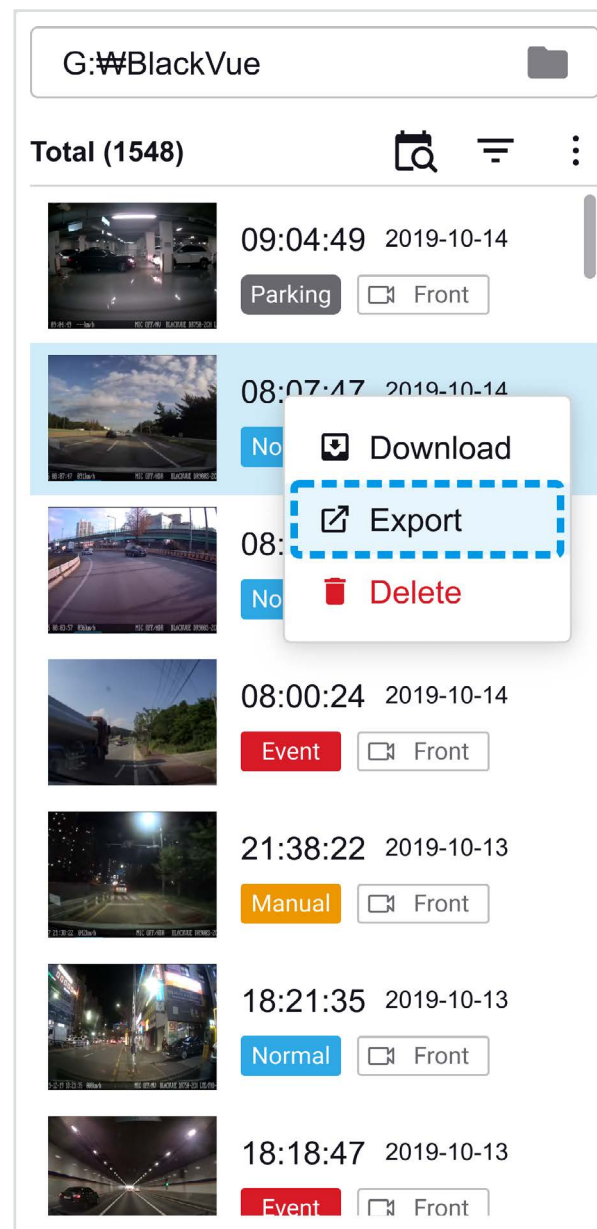 G:₩BlackVue
Total (1548)
09:04:49 2019-10-14
Parking Front
08:07:47 2019-10-14
No
Download
Export
08:
No
Delete
08:00:24 2019-10-14
Event Front
21:38:22 2019-10-13
Manual Front
18:21:35 2019-10-13
Normal Front
18:18:47 2019-10-13
Event Front